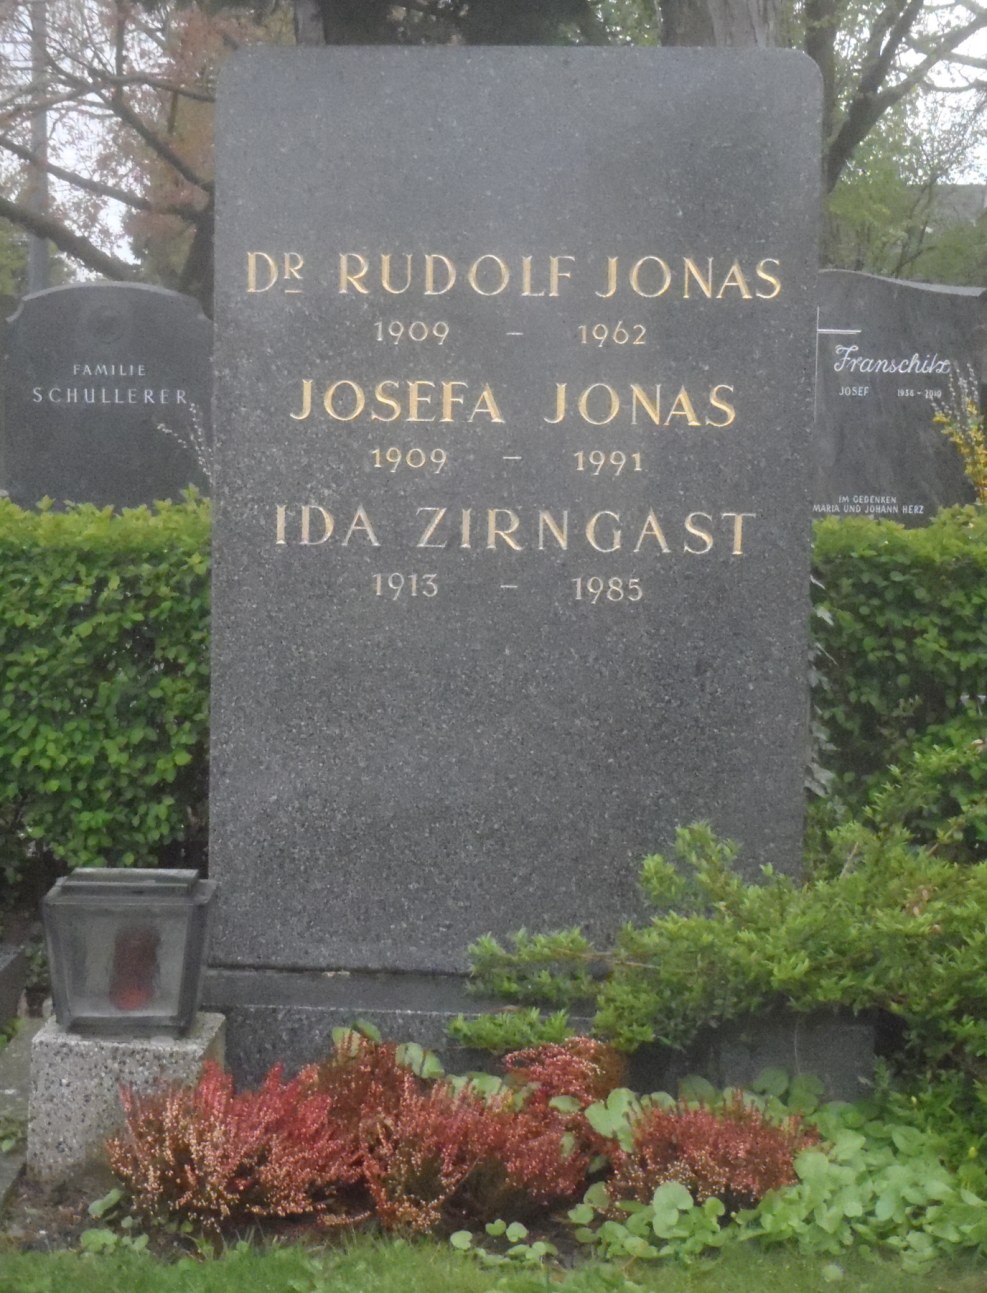 DR RUDOLF JONAS
1909 – 1962
JOSEFA JONAS
1909 – 1991
IDA ZIRNGAST
1913 – 1985
FAMILIE
SCHULLERER
Franschitz
JOSEF
IM GEDENKEN
MARIA UND JOHANN HERZ